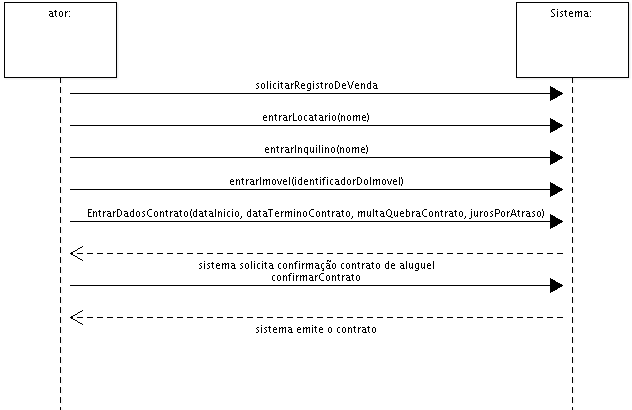 ator:
Sistema:
solicitarRegistroDeVenda
entrarLocatario(nome)
entrarInquilino(nome)
entrarImovel(identificadorDoImovel)
EntrarDadosContrato(dataInicio, dataTerminoContrato, multaQuebraContrato, jurosPorAtraso)
sistema solicita confirmação contrato de aluguel
confirmarContrato
sistema emite o contrato